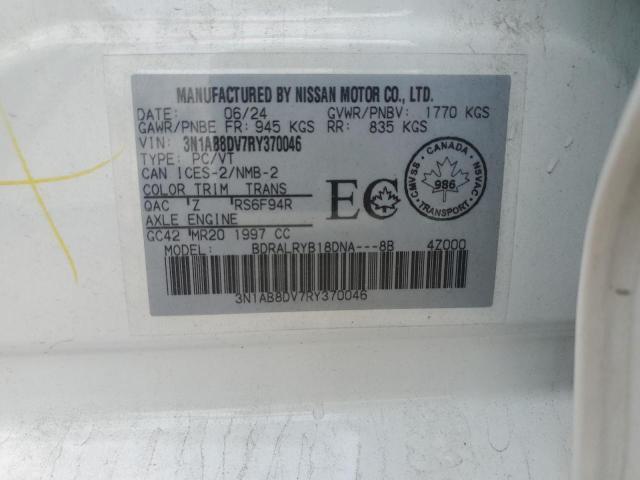 MANUFACTURED BY NISSAN MOTOR CO., LTD.
DATE: 06/24 GVWR/PNBV: 1770 KGS
GAWR/PNBE FR: 945 KGS RR: 835 KGS
VIN: 3N1AB8DV7RY370046
TYPE: PC/VT
CAN ICES-2/NMB-2
COLOR TRIM TRANS
QAC Z RS6F94R
AXLE ENGINE
GC42 MR20 1997 CC
MODEL: BDRALRYB18DNA---8B 4Z000
EC
CMVSS - CANADA - NSVAC
986
TRANSPORT
3N1AB8DV7RY370046